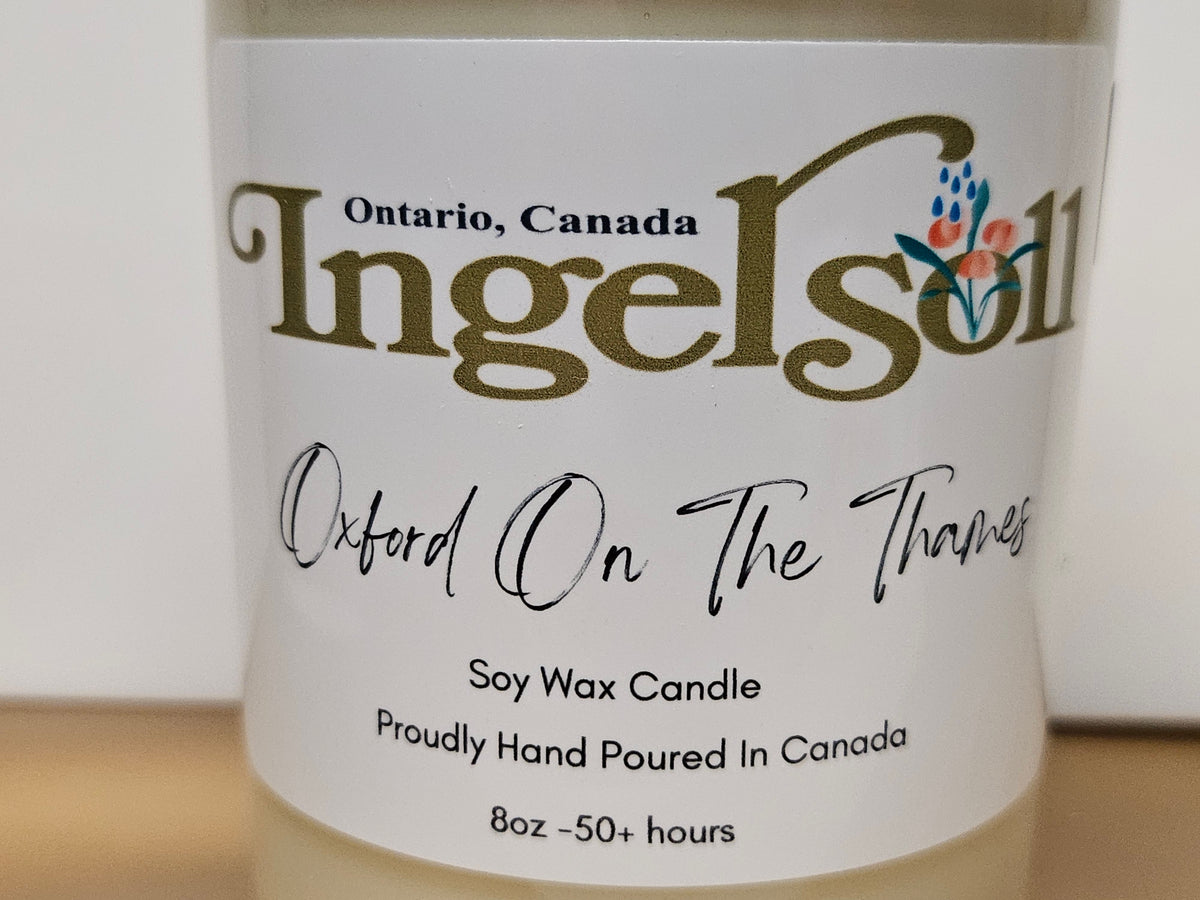 Ontario, Canada
Ingelsoll
Oxford On The Thames
Soy Wax Candle
Proudly Hand Poured In Canada
8oz -50+ hours